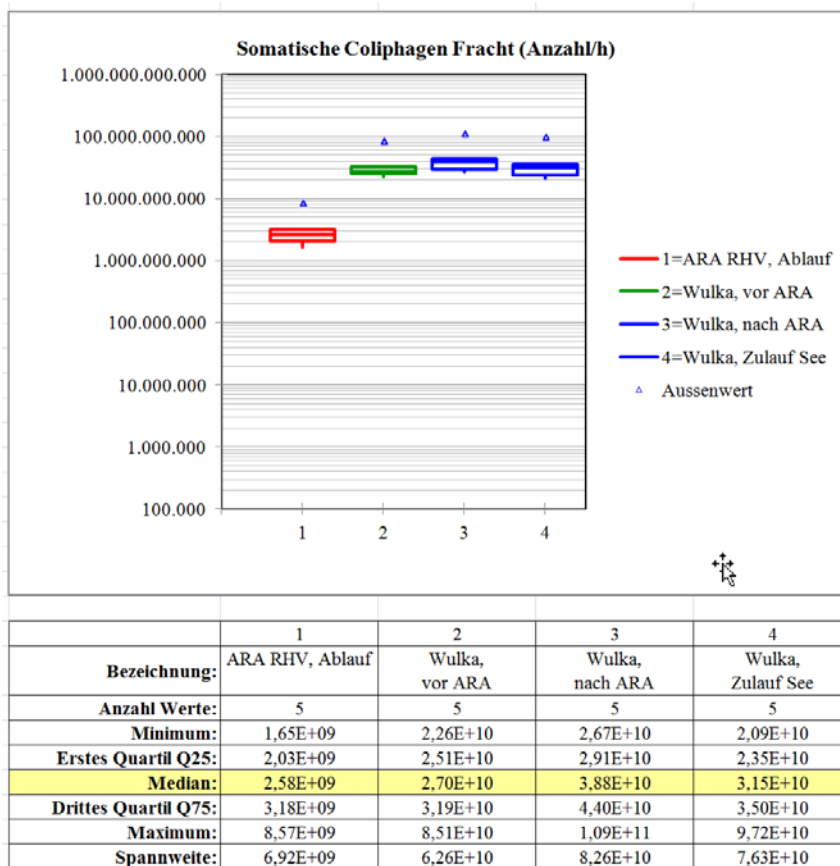 Somatische Coliphagen Fracht (Anzahl/h)
1.000.000.000.000
100.000.000.000
10.000.000.000
1.000.000.000
100.000.000
10.000.000
1.000.000
100.000
1 2 3 4
1=ARA RHV, Ablauf
2=Wulka, vor ARA
3=Wulka, nach ARA
4=Wulka, Zulauf See
Aussenwert
1 2 3 4
Bezeichnung: ARA RHV, Ablauf Wulka, vor ARA Wulka, nach ARA Wulka, Zulauf See
Anzahl Werte: 5 5 5 5
Minimum: 1,65E+09 2,26E+10 2,67E+10 2,09E+10
Erstes Quartil Q25: 2,03E+09 2,51E+10 2,91E+10 2,35E+10
Median: 2,58E+09 2,70E+10 3,88E+10 3,15E+10
Drittes Quartil Q75: 3,18E+09 3,19E+10 4,40E+10 3,50E+10
Maximum: 8,57E+09 8,51E+10 1,09E+11 9,72E+10
Spannweite: 6,92E+09 6,26E+10 8,26E+10 7,63E+10